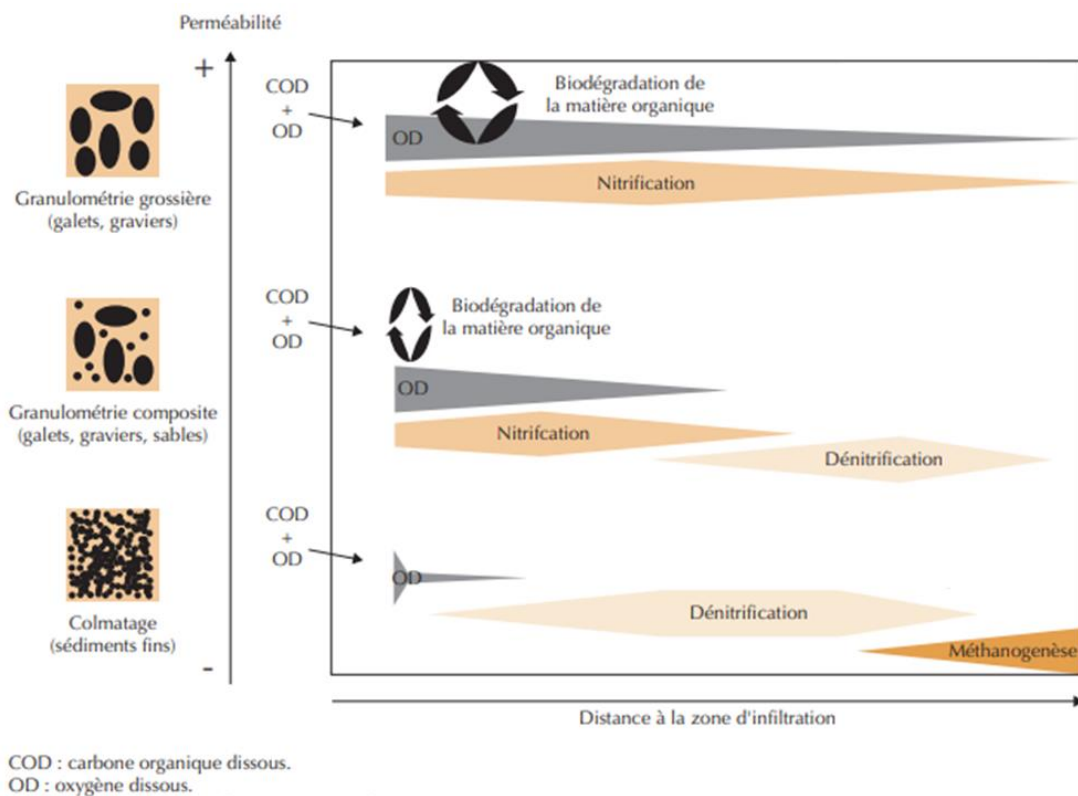 Perméabilité
+
COD
+
OD
Biodégradation de
la matière organique
OD
Nitrification
Granulométrie grossière
(galets, graviers)
COD
+
OD
Biodégradation de
la matière organique
OD
Nitrifcation
Dénitrification
Granulométrie composite
(galets, graviers, sables)
COD
+
OD
OD
Dénitrification
Méthanogenèse
Colmatage
(sédiments fins)
-
Distance à la zone d'infiltration
COD : carbone organique dissous.
OD : oxygène dissous.